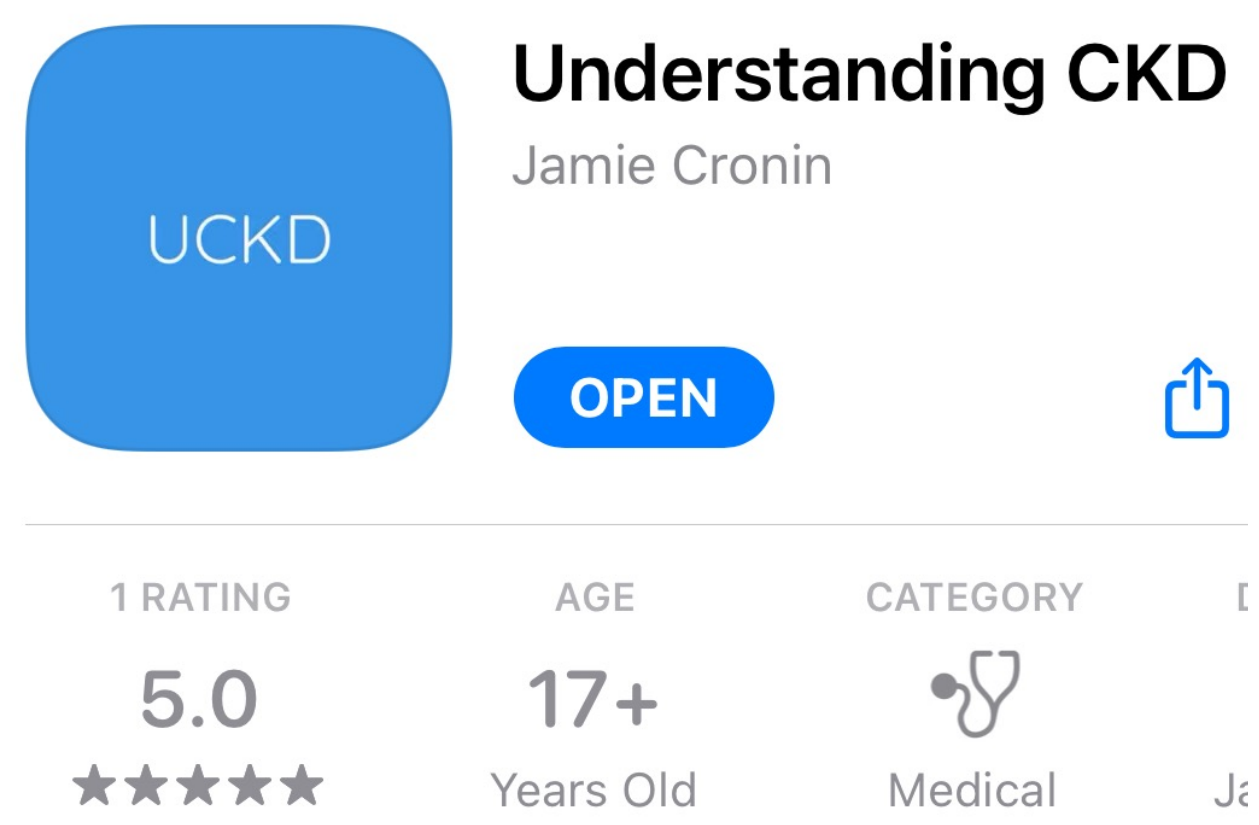 Understanding CKD
Jamie Cronin
UCKD
OPEN
1 RATING
AGE
CATEGORY
5.0
17+
Years Old
Medical